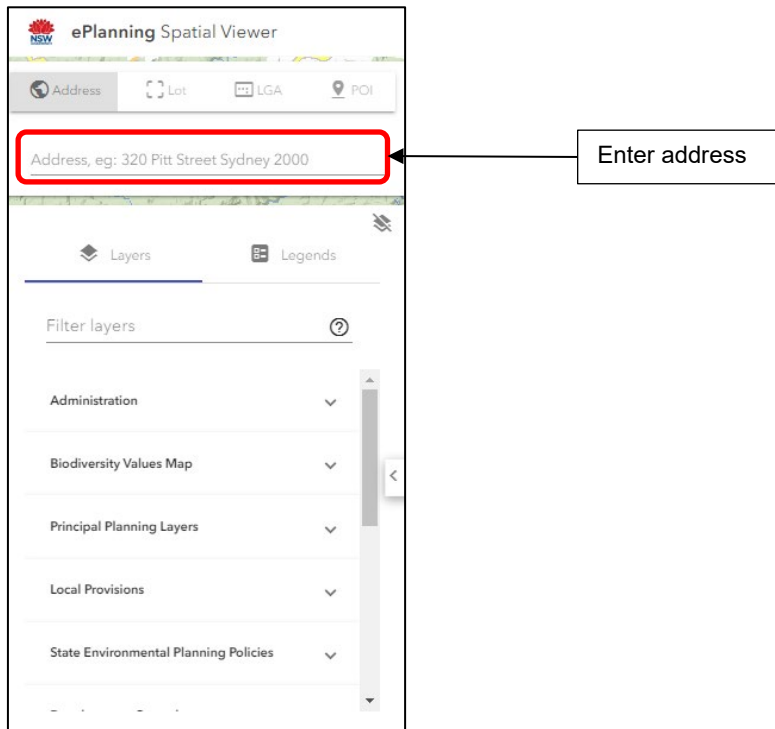 NSW
ePlanning Spatial Viewer
Address Lot LGA POI
Address, eg: 320 Pitt Street Sydney 2000
Enter address
Layers Legends
Filter layers
Administration
Biodiversity Values Map
Principal Planning Layers
Local Provisions
State Environmental Planning Policies